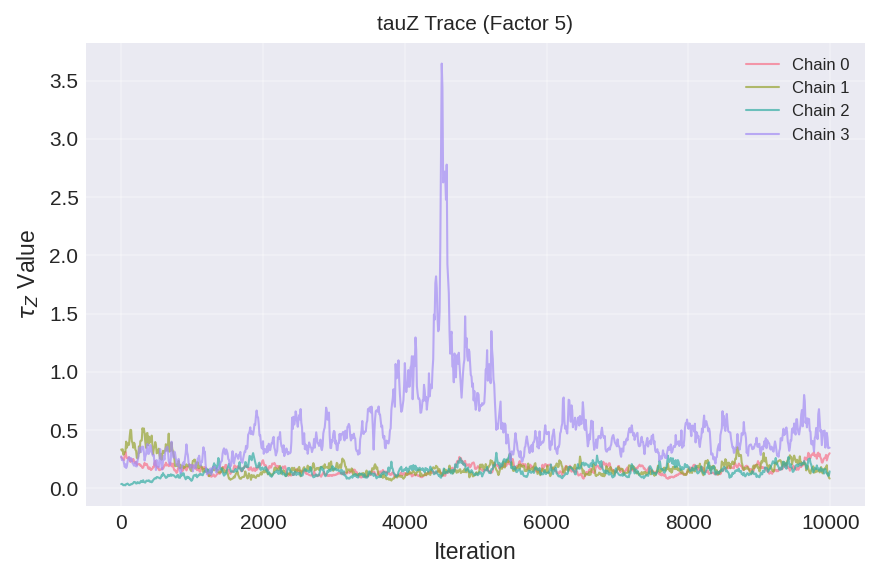 tauZ Trace (Factor 5)
Chain 0
Chain 1
Chain 2
Chain 3
3.5
3.0
2.5
2.0
1.5
1.0
0.5
0.0
τZ Value
0
2000
4000
6000
8000
10000
Iteration